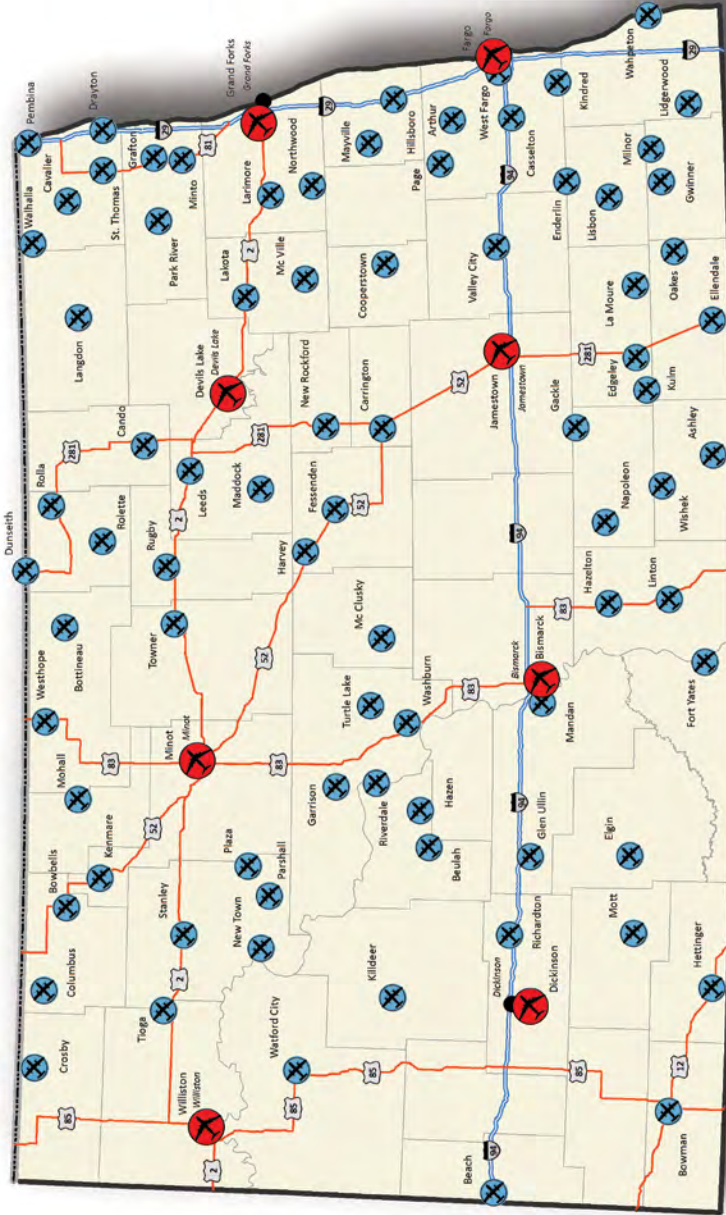 Dunseith
Pembina
Crosby
Columbus
Bowbells
Mohall
Westhope
Bottineau
Rolla
Walhalla
Cavalier
Drayton
85
Kenmare
83
Rolette
281
Cando
Langdon
St. Thomas
Grafton
29
Tioga
Stanley
52
Towner
Rugby
Park River
Minto
81
2
2
Leeds
Williston
Williston
Minot
Minot
Devils Lake
Devils Lake
Lakota
Larimore
Grand Forks
Grand Forks
2
New Town
Plaza
Parshall
52
Maddock
281
2
Mc Ville
Northwood
Watford City
85
83
Harvey
Fessenden
New Rockford
Garrison
Turtle Lake
Mc Clusky
52
Carrington
Cooperstown
Mayville
29
Killdeer
Riverdale
Washburn
Hillsboro
85
Beulah
Hazen
83
52
Page
Arthur
Beach
Dickinson
Dickinson
Richardton
Glen Ullin
Bismarck
Bismarck
Mandan
Jamestown
Jamestown
Valley City
Casselton
West Fargo
Fargo
Fargo
94
94
94
94
85
83
Gackle
281
Enderlin
Kindred
Mott
Elgin
Hazelton
Napoleon
Edgeley
La Moure
Lisbon
Milnor
Wahpeton
Bowman
12
Linton
Wishek
Kulm
Oakes
Gwinner
Lidgerwood
29
Hettinger
Fort Yates
Ashley
Ellendale